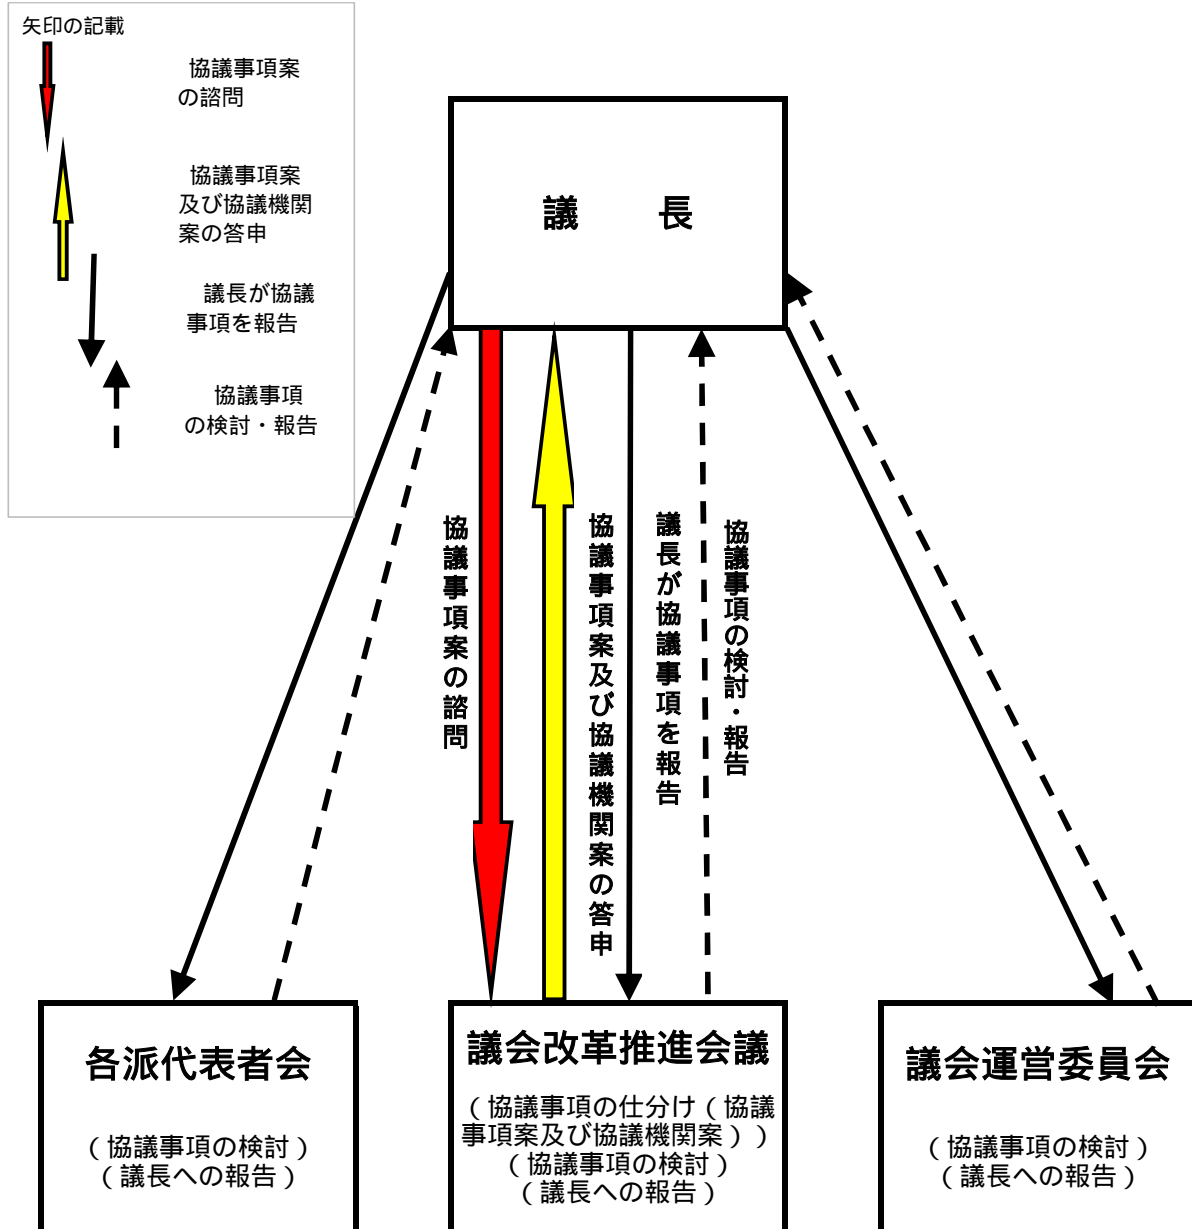 矢印の記載
協議事項案
の諮問
協議事項案
及び協議機関
案の答申
議長が協議
事項を報告
協議事項
の検討・報告
議　　長
協議事項案の諮問
協議事項案及び協議機関案の答申
議長が協議事項を報告
協議事項の検討・報告
各派代表者会
（協議事項の検討）
（議長への報告）
議会改革推進会議
（協議事項の仕分け（協議
事項案及び協議機関案））
（協議事項の検討）
（議長への報告）
議会運営委員会
（協議事項の検討）
（議長への報告）